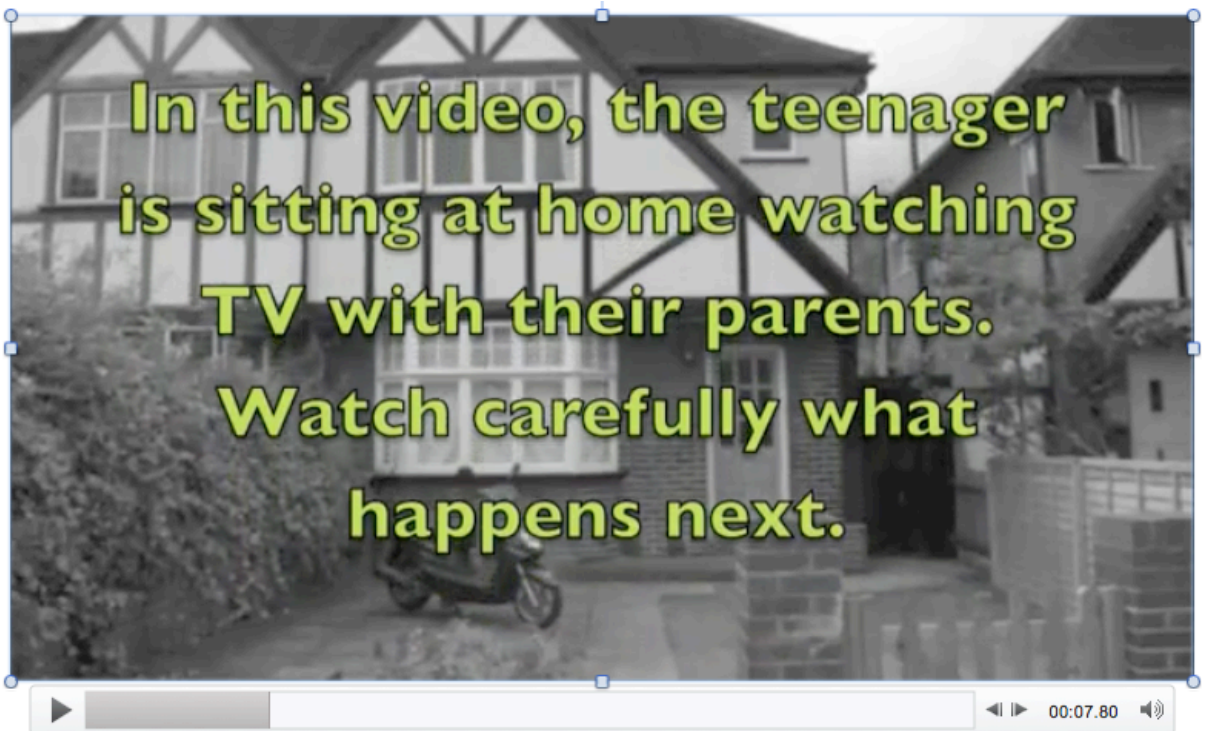 In this video, the teenager
is sitting at home watching
TV with their parents.
Watch carefully what
happens next.
00:07.80